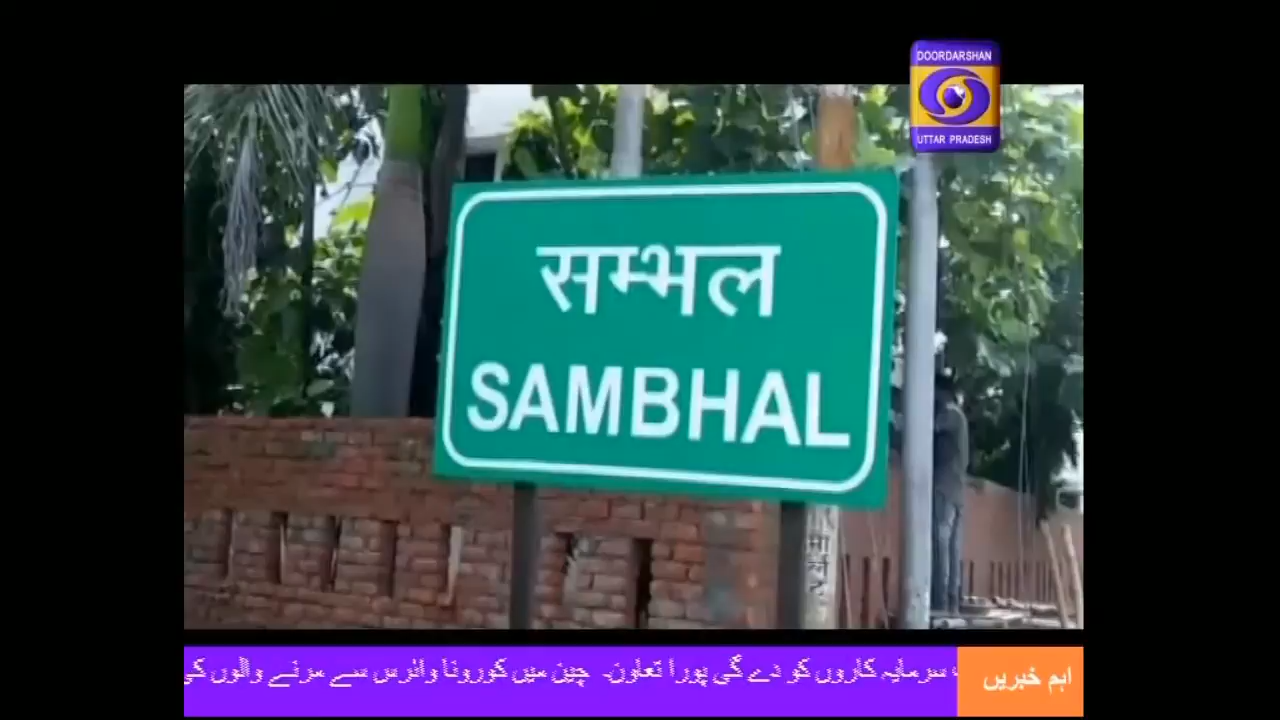 DOORDARSHAN
UTTAR PRADESH
सम्भल
SAMBHAL
سرمایہ کاروں کو دے گی پورا تعاون۔ چین میں کورونا وائرس سے مرنے والوں کی
اہم خبریں